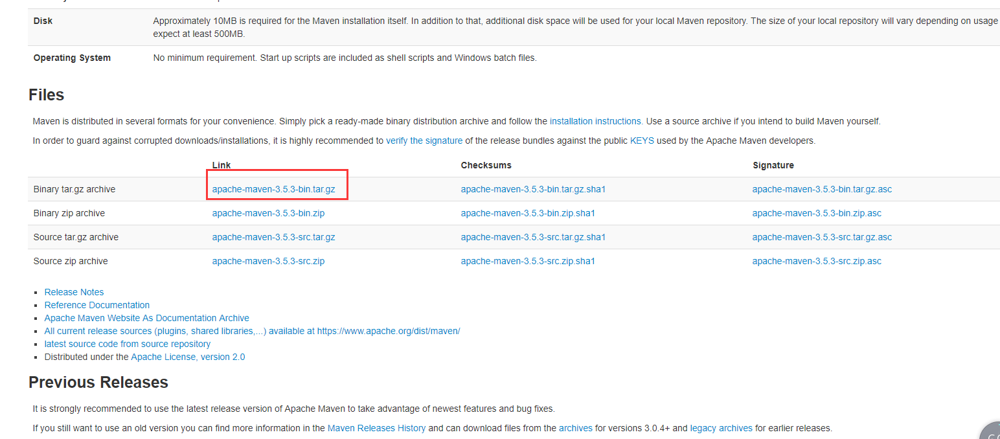 Disk Approximately 10MB is required for the Maven installation itself. In addition to that, additional disk space will be used for your local Maven repository. The size of your local repository will vary depending on usage
expect at least 500MB.
Operating System No minimum requirement. Start up scripts are included as shell scripts and Windows batch files.
Files
Maven is distributed in several formats for your convenience. Simply pick a ready-made binary distribution archive and follow the installation instructions. Use a source archive if you intend to build Maven yourself.
In order to guard against corrupted downloads/installations, it is highly recommended to verify the signature of the release bundles against the public KEYS used by the Apache Maven developers.
Link Checksums Signature
Binary tar.gz archive apache-maven-3.5.3-bin.tar.gz apache-maven-3.5.3-bin.tar.gz.sha1 apache-maven-3.5.3-bin.tar.gz.asc
Binary zip archive apache-maven-3.5.3-bin.zip apache-maven-3.5.3-bin.zip.sha1 apache-maven-3.5.3-bin.zip.asc
Source tar.gz archive apache-maven-3.5.3-src.tar.gz apache-maven-3.5.3-src.tar.gz.sha1 apache-maven-3.5.3-src.tar.gz.asc
Source zip archive apache-maven-3.5.3-src.zip apache-maven-3.5.3-src.zip.sha1 apache-maven-3.5.3-src.zip.asc
Release Notes
Reference Documentation
Apache Maven Website As Documentation Archive
All current release sources (plugins, shared libraries,...) available at https://www.apache.org/dist/maven/
latest source code from source repository
Distributed under the Apache License, version 2.0
Previous Releases
It is strongly recommended to use the latest release version of Apache Maven to take advantage of newest features and bug fixes.
If you still want to use an old version you can find more information in the Maven Releases History and can download files from the archives for versions 3.0.4+ and legacy archives for earlier releases.